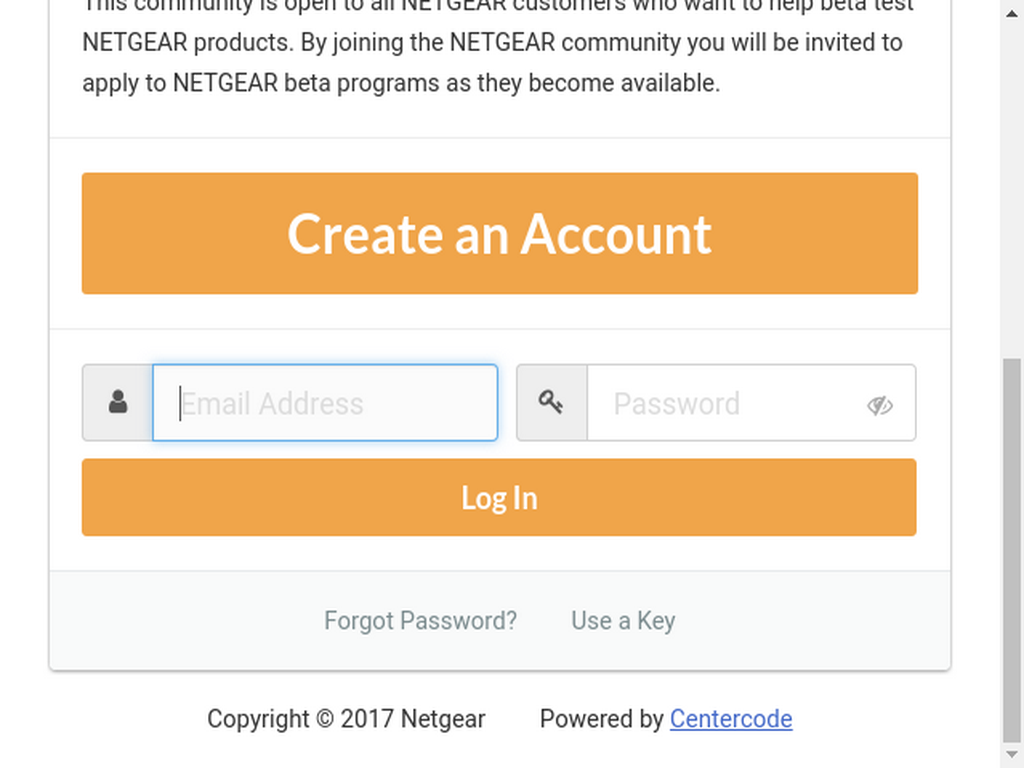 This community is open to all NETGEAR customers who want to help beta test
NETGEAR products. By joining the NETGEAR community you will be invited to
apply to NETGEAR beta programs as they become available.
Create an Account
Email Address
Password
Log In
Forgot Password?
Use a Key
Copyright © 2017 Netgear
Powered by Centercode